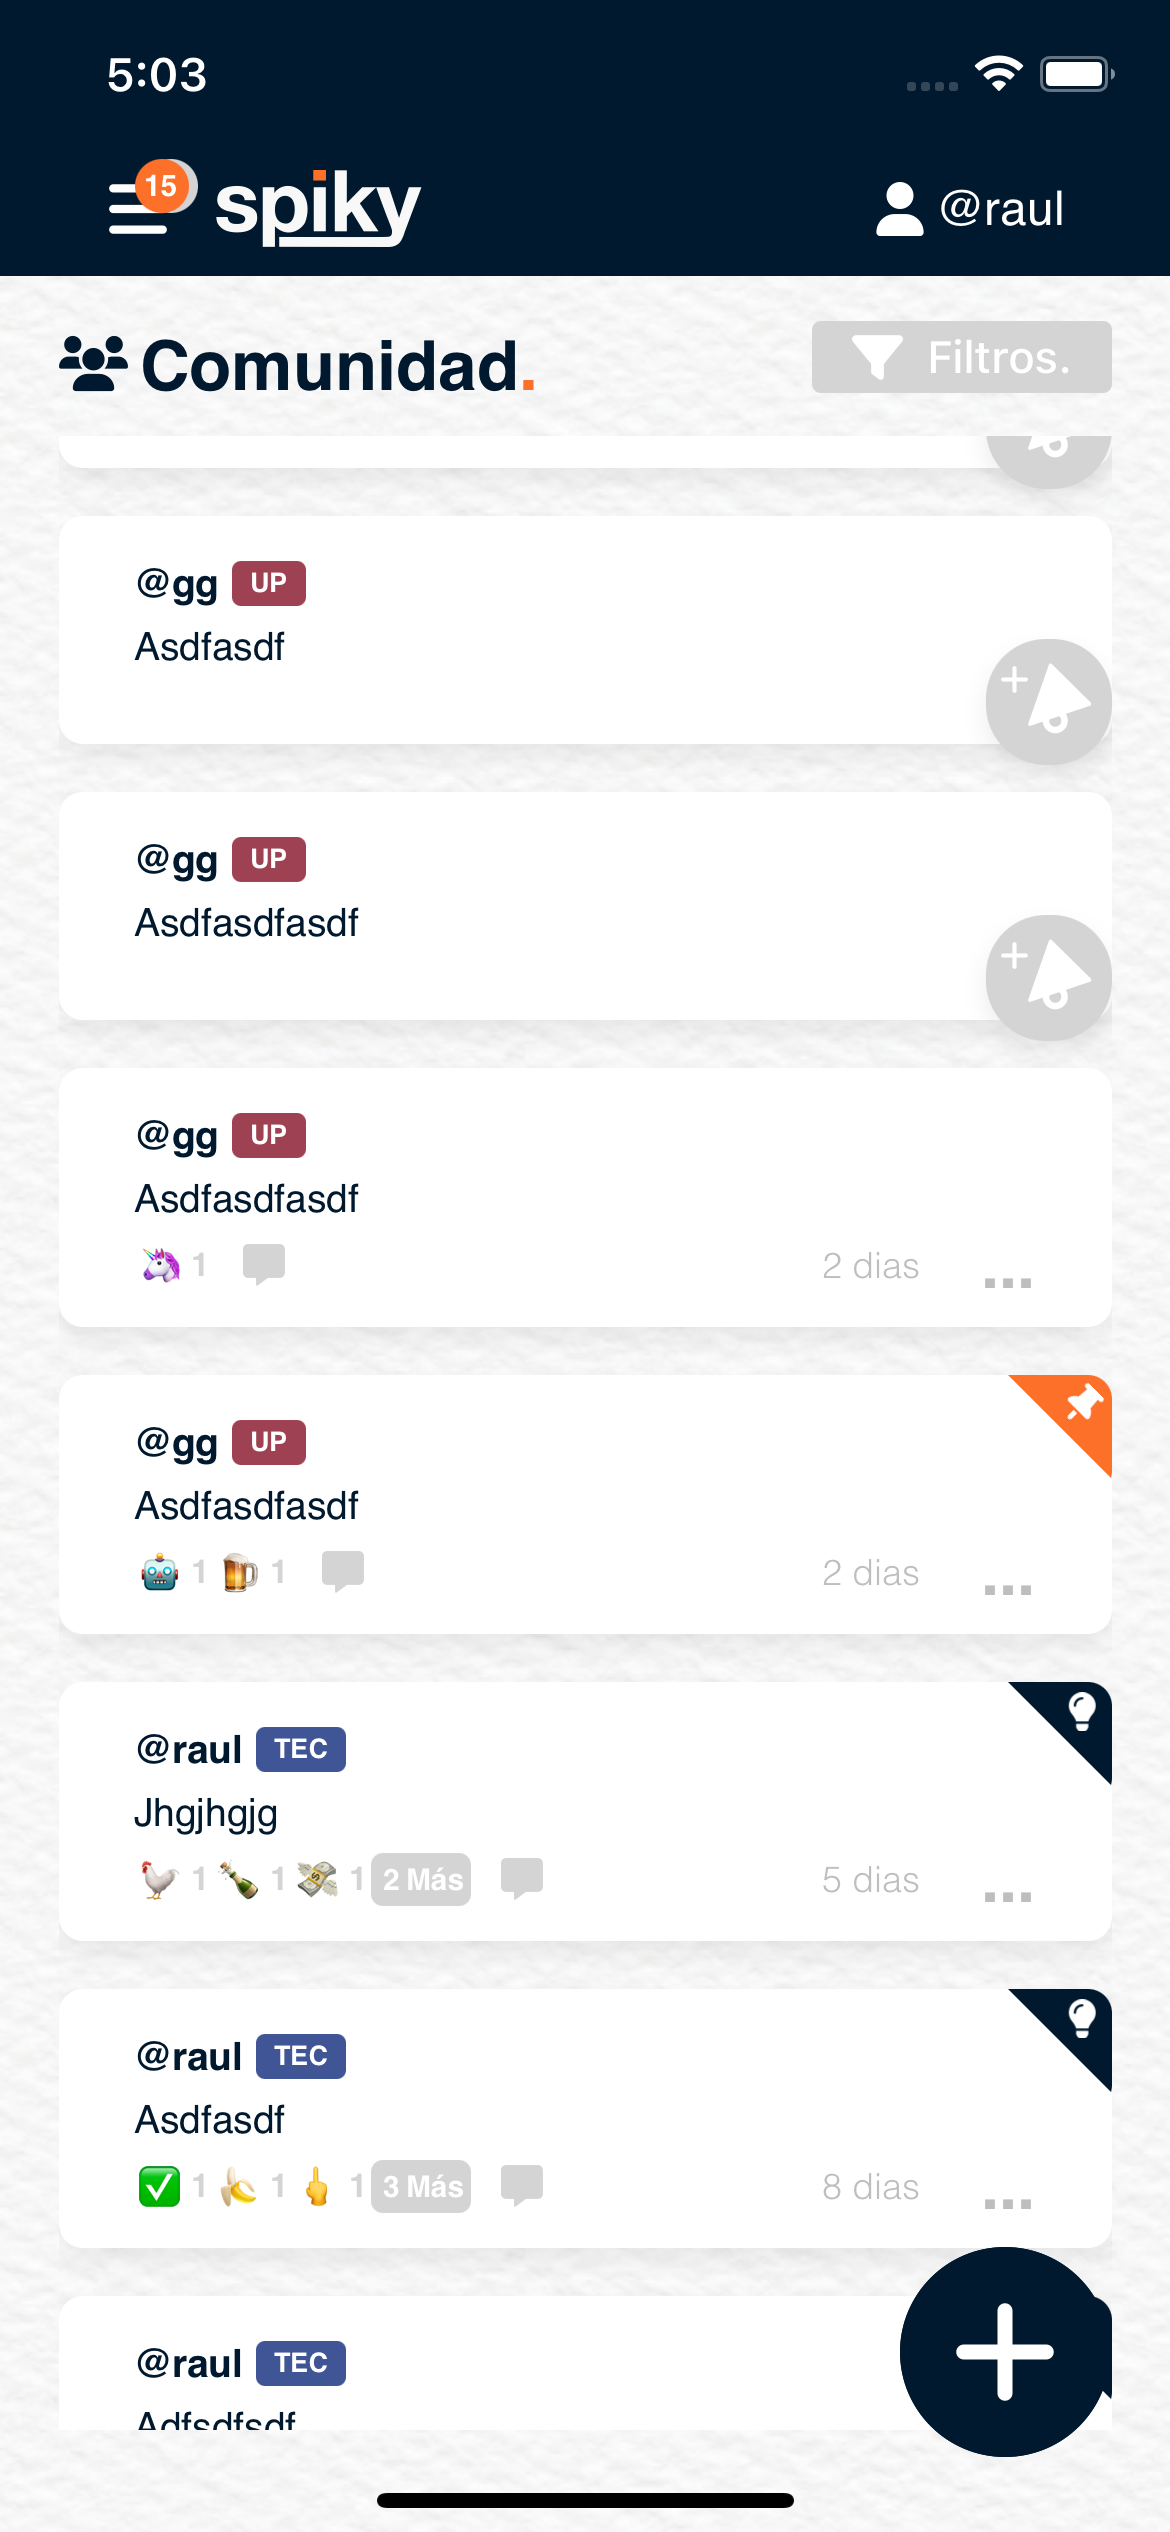 5:03
15
spiky
@raul
Comunidad.
Filtros.
@gg UP
Asdfasdf
@gg UP
Asdfasdfasdf
@gg UP
Asdfasdfasdf
1
2 dias
...
@gg UP
Asdfasdfasdf
1 1
2 dias
...
@raul TEC
Jhgjhgjg
1 1 1 2 Más
5 dias
...
@raul TEC
Asdfasdf
1 1 1 3 Más
8 dias
...
@raul TEC
Adfsdfsdf